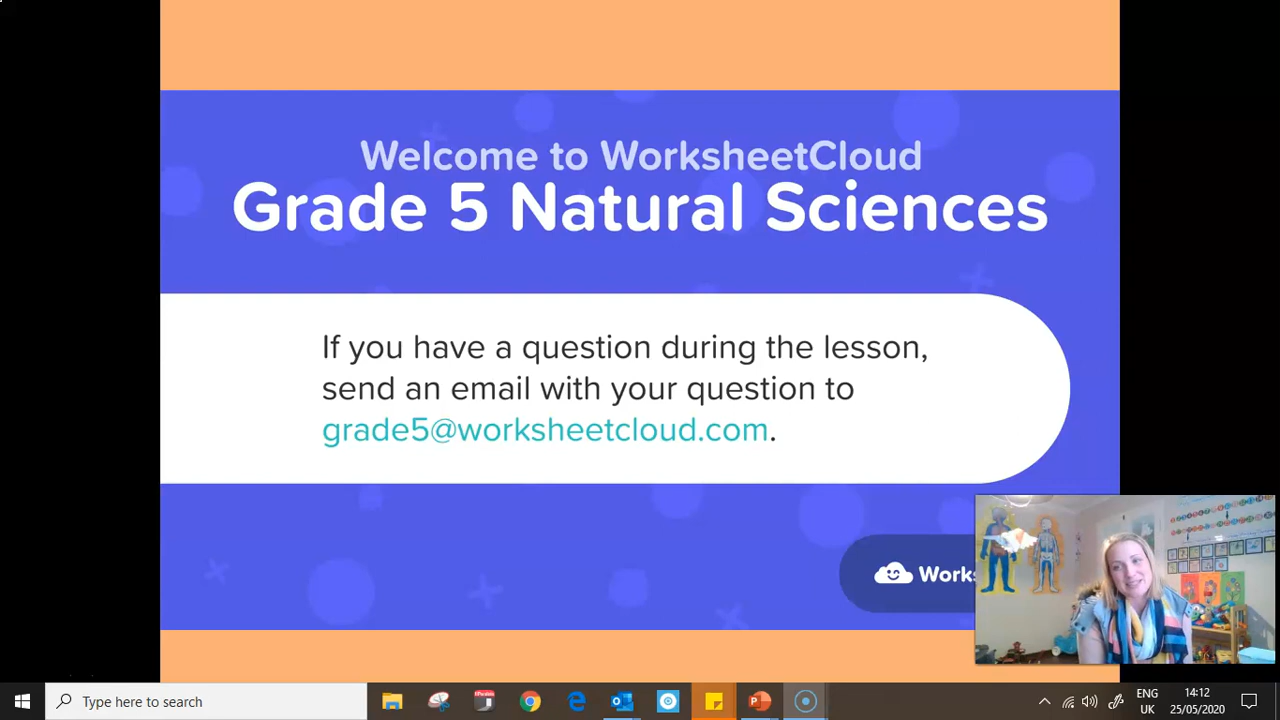 Welcome to WorksheetCloud
Grade 5 Natural Sciences
If you have a question during the lesson,
send an email with your question to
grade5@worksheetcloud.com.
Works
Type here to search
ENG
UK
14:12
25/05/2020